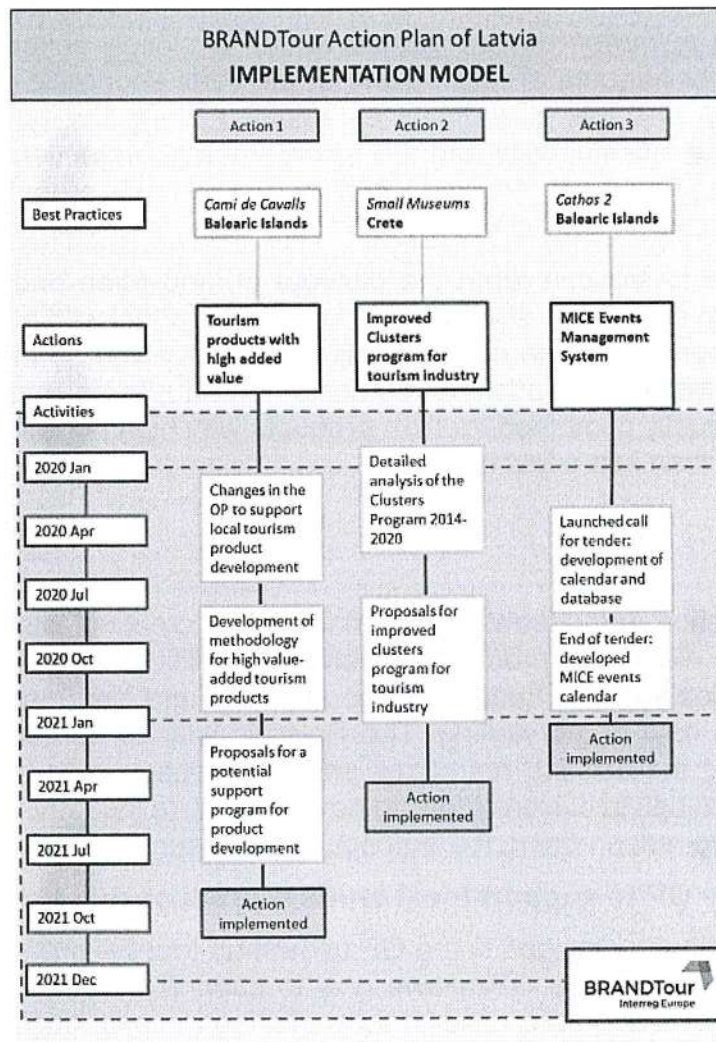 BRANDTour Action Plan of Latvia
IMPLEMENTATION MODEL
Action 1
Action 2
Action 3
Best Practices
Cami de Cavalls
Balearic Islands
Small Museums
Crete
Cathos 2
Balearic Islands
Actions
Tourism
products with
high added
value
Improved
Clusters
program for
tourism industry
MICE Events
Management
System
Activities
2020 Jan
2020 Apr
2020 Jul
2020 Oct
2021 Jan
2021 Apr
2021 Jul
2021 Oct
2021 Dec
Changes in the
OP to support
local tourism
product
development
Development of
methodology
for high value-
added tourism
products
Proposals for a
potential
support
program for
product
development
Action
implemented
Detailed
analysis of the
Clusters
Program 2014-
2020
Proposals for
improved
clusters
program for
tourism
industry
Action
implemented
Launched call
for tender:
development of
calendar and
database
End of tender:
developed
MICE events
calendar
Action
implemented
BRANDTour
Interreg Europe